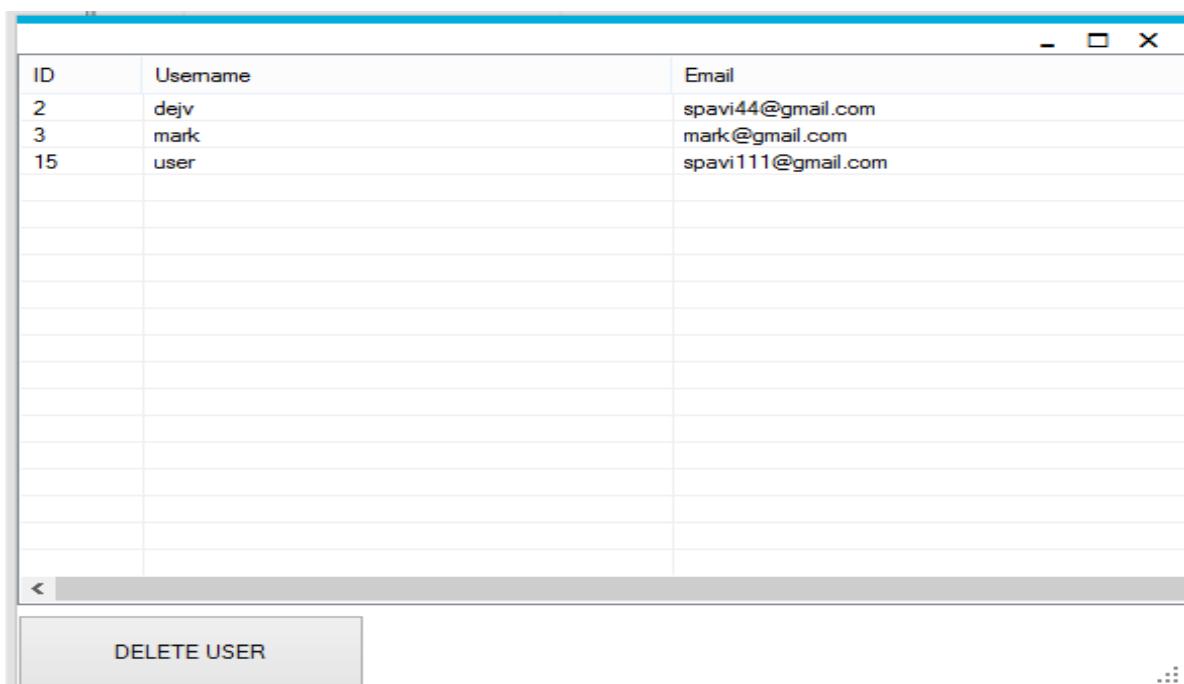 ID Username Email
2 dejv spavi44@gmail.com
3 mark mark@gmail.com
15 user spavi111@gmail.com
DELETE USER